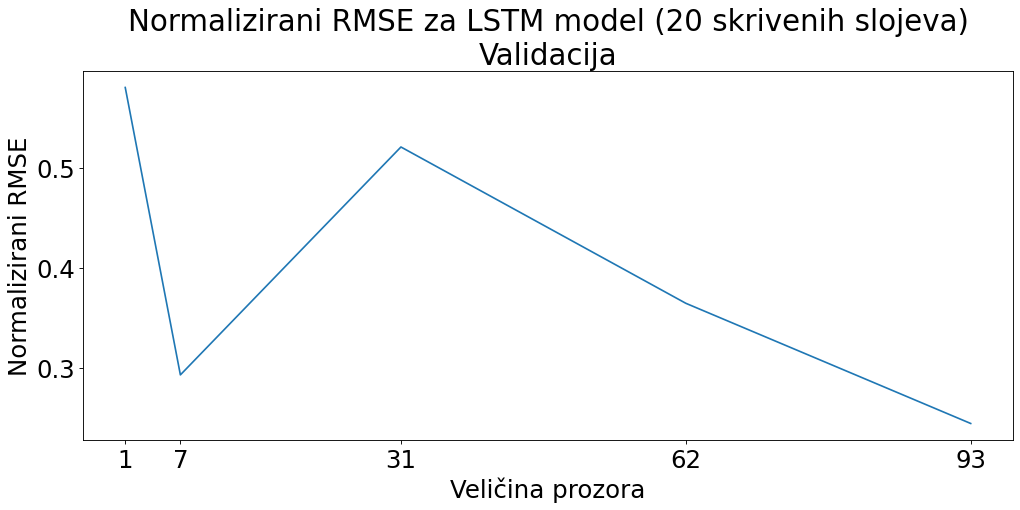 Normalizirani RMSE za LSTM model (20 skrivenih slojeva)
Validacija
Normalizirani RMSE
0.5
0.4
0.3
1 7 31 62 93
Veličina prozora